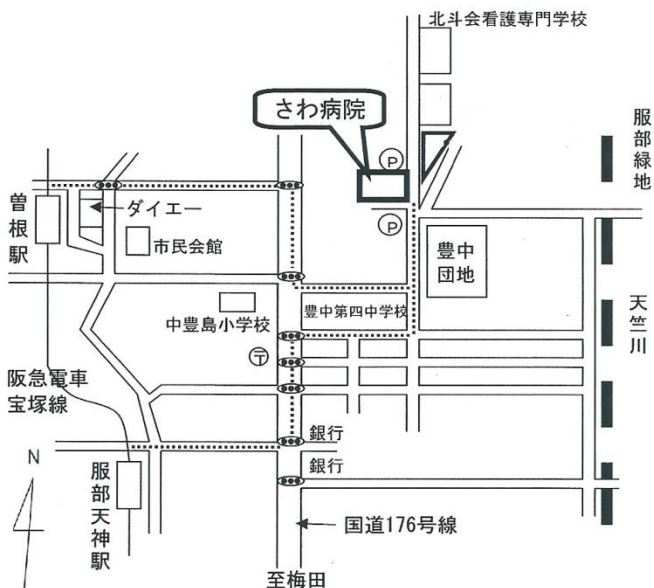 北斗会看護専門学校
さわ病院
P
服部緑地
曽根駅
ダイエー
市民会館
P
豊中
団地
中豊島小学校
豊中第四中学校
天竺川
〒
阪急電車
宝塚線
銀行
銀行
N
服部天神駅
国道176号線
至梅田